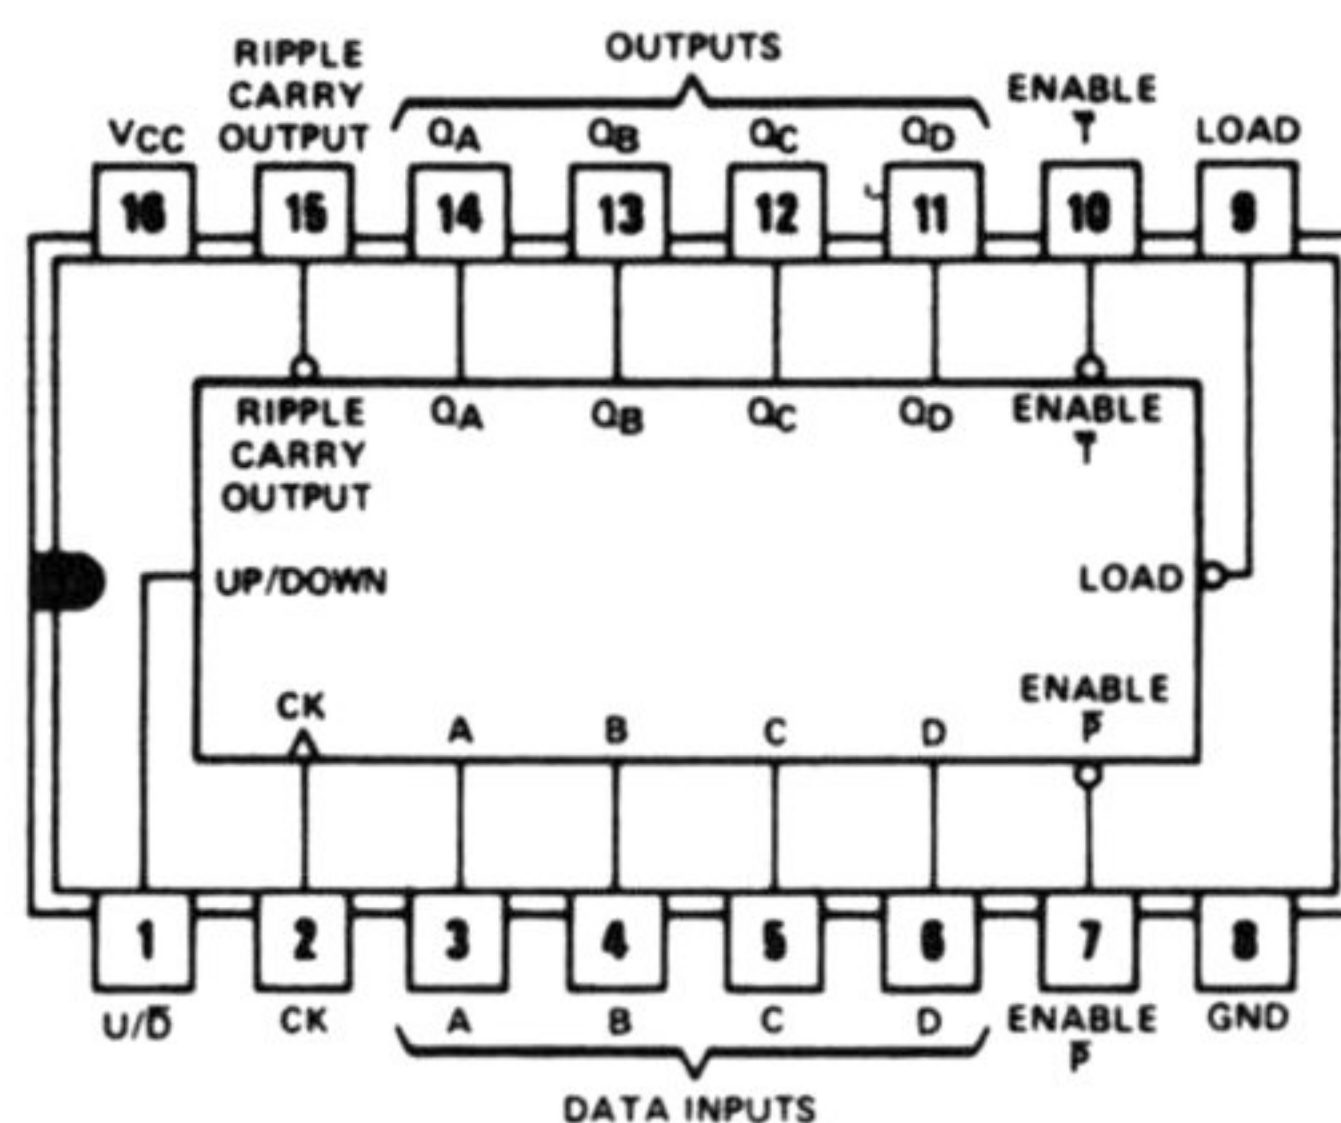 OUTPUTS
RIPPLE
CARRY
OUTPUT
ENABLE
T̅
VCC
QA
QB
QC
QD
LOAD
16
15
14
13
12
11
10
9
RIPPLE
CARRY
OUTPUT
QA
QB
QC
QD
ENABLE
T̅
UP/DOWN
LOAD
CK
A
B
C
D
ENABLE
P̅
1
2
3
4
5
6
7
8
U/D̅
CK
A
B
C
D
ENABLE
P̅
GND
DATA INPUTS